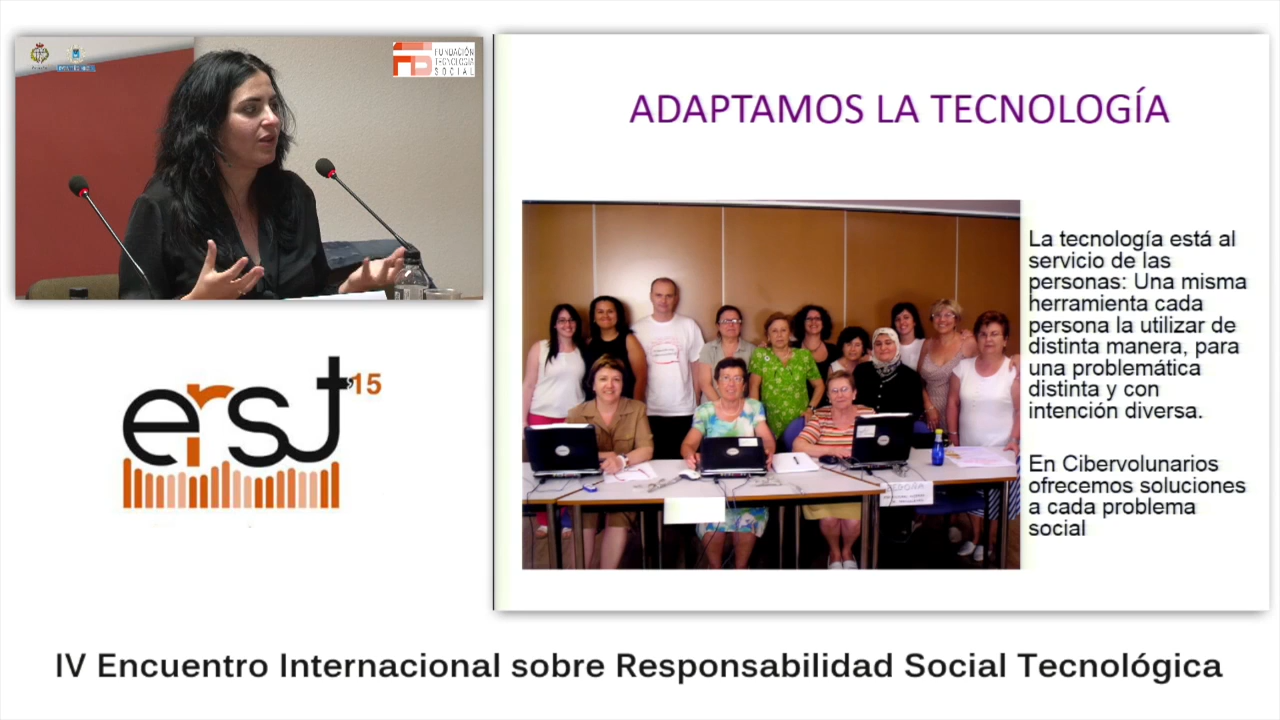 FUNDACIÓN
TECNOLOGÍA
SOCIAL
ADAPTAMOS LA TECNOLOGÍA
La tecnología está al
servicio de las
personas: Una misma
herramienta cada
persona la utilizar de
distinta manera, para
una problemática
distinta y con
intención diversa.
En Cibervolunarios
ofrecemos soluciones
a cada problema
social
erst'15
IV Encuentro Internacional sobre Responsabilidad Social Tecnológica